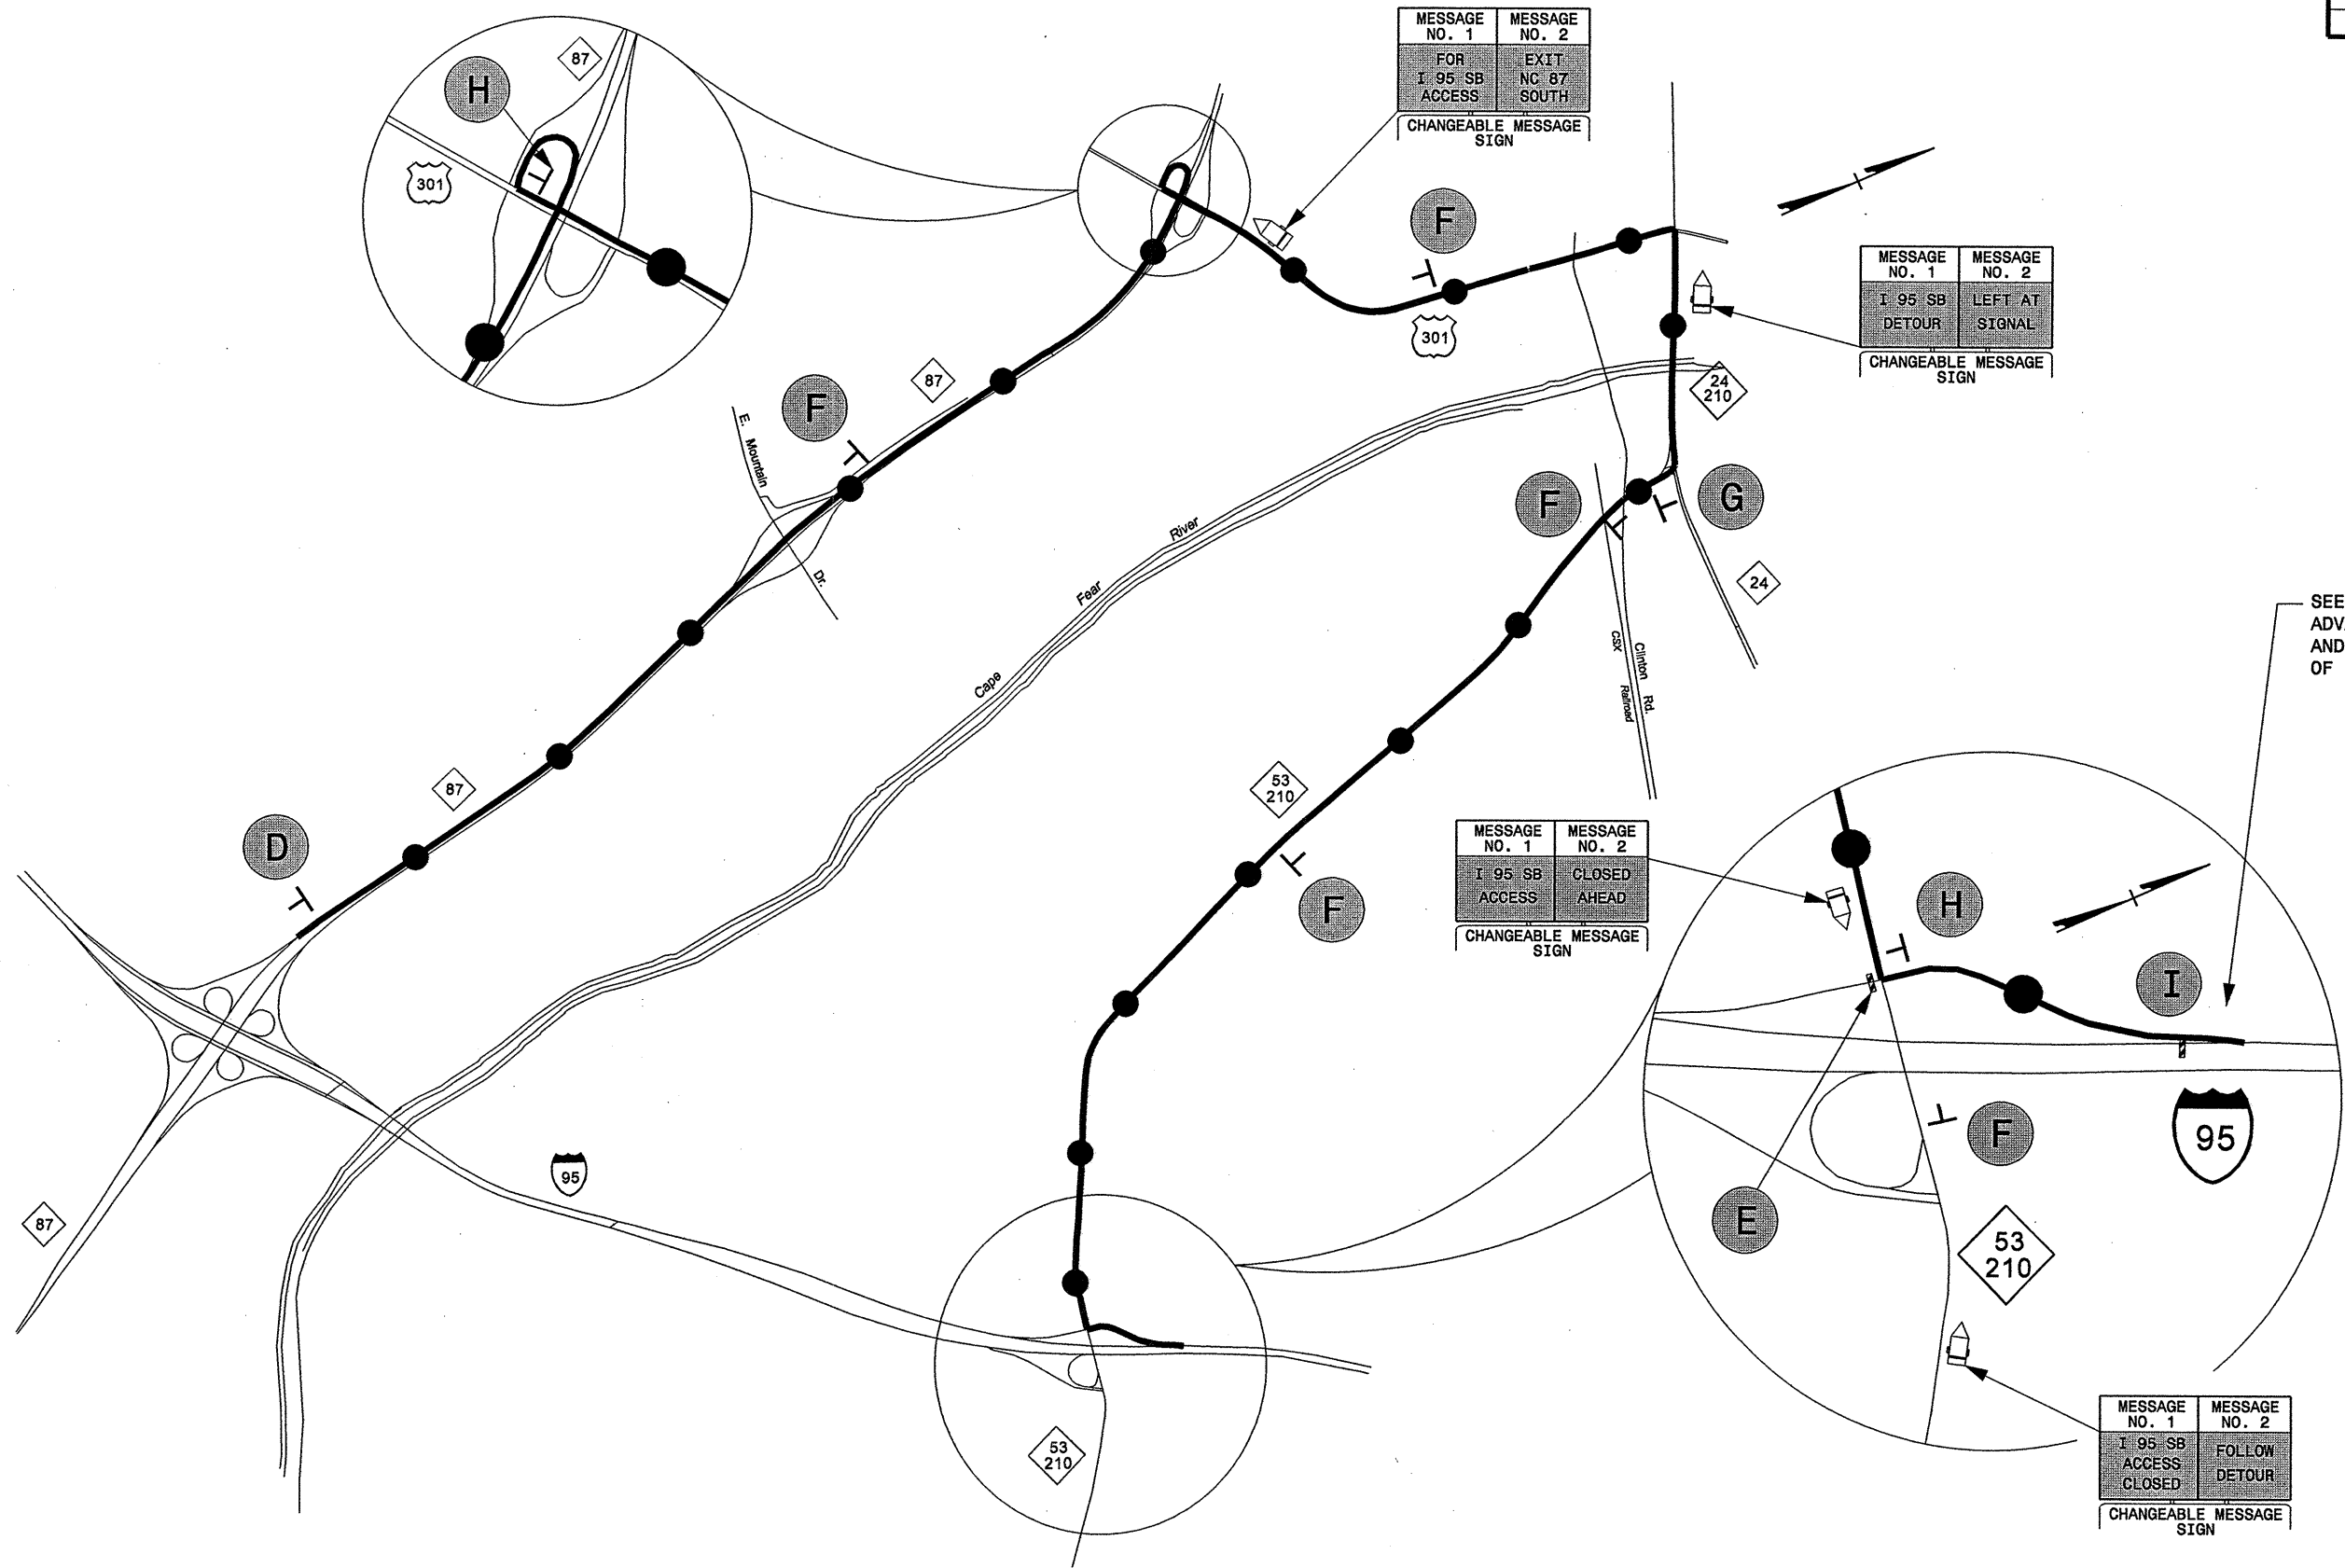 MESSAGE NO. 1
MESSAGE NO. 2
FOR I 95 SB ACCESS
EXIT NC 87 SOUTH
CHANGEABLE MESSAGE SIGN
87
H
301
F
301
MESSAGE NO. 1
MESSAGE NO. 2
I 95 SB DETOUR
LEFT AT SIGNAL
CHANGEABLE MESSAGE SIGN
87
24
210
F
E. Mountain Dr.
F
G
Cape Fear River
24
CSX Railroad
Clinton Rd.
SEE
ADV
AND
OF
87
53
210
D
F
MESSAGE NO. 1
MESSAGE NO. 2
I 95 SB ACCESS
CLOSED AHEAD
CHANGEABLE MESSAGE SIGN
H
I
95
F
E
87
95
53
210
53
210
MESSAGE NO. 1
MESSAGE NO. 2
I 95 SB ACCESS CLOSED
FOLLOW DETOUR
CHANGEABLE MESSAGE SIGN